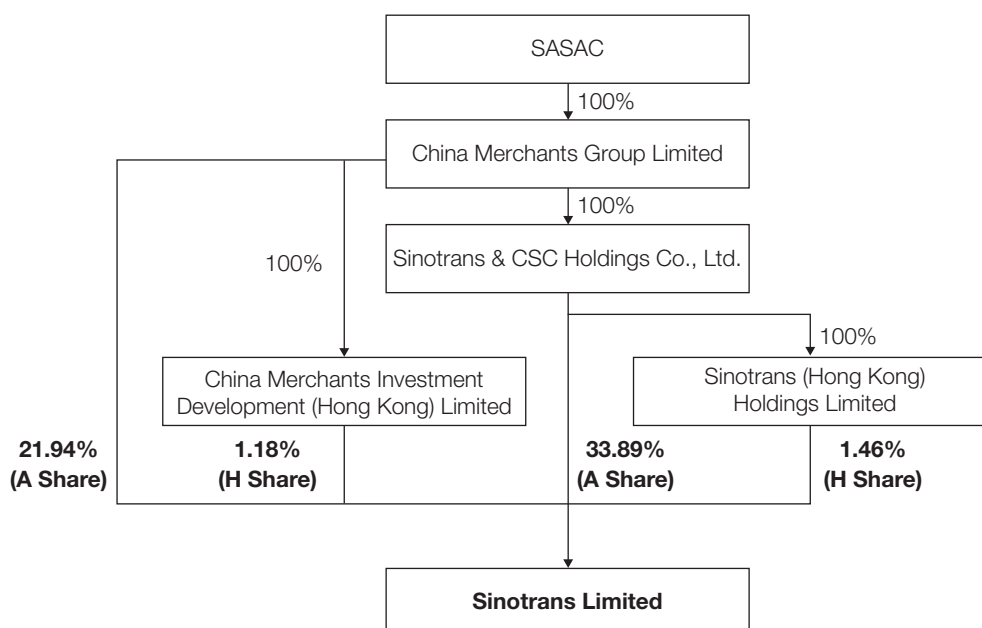 SASAC
100%
China Merchants Group Limited
100%
Sinotrans & CSC Holdings Co., Ltd.
100%
100%
China Merchants Investment
Development (Hong Kong) Limited
Sinotrans (Hong Kong)
Holdings Limited
21.94%
(A Share)
1.18%
(H Share)
33.89%
(A Share)
1.46%
(H Share)
Sinotrans Limited